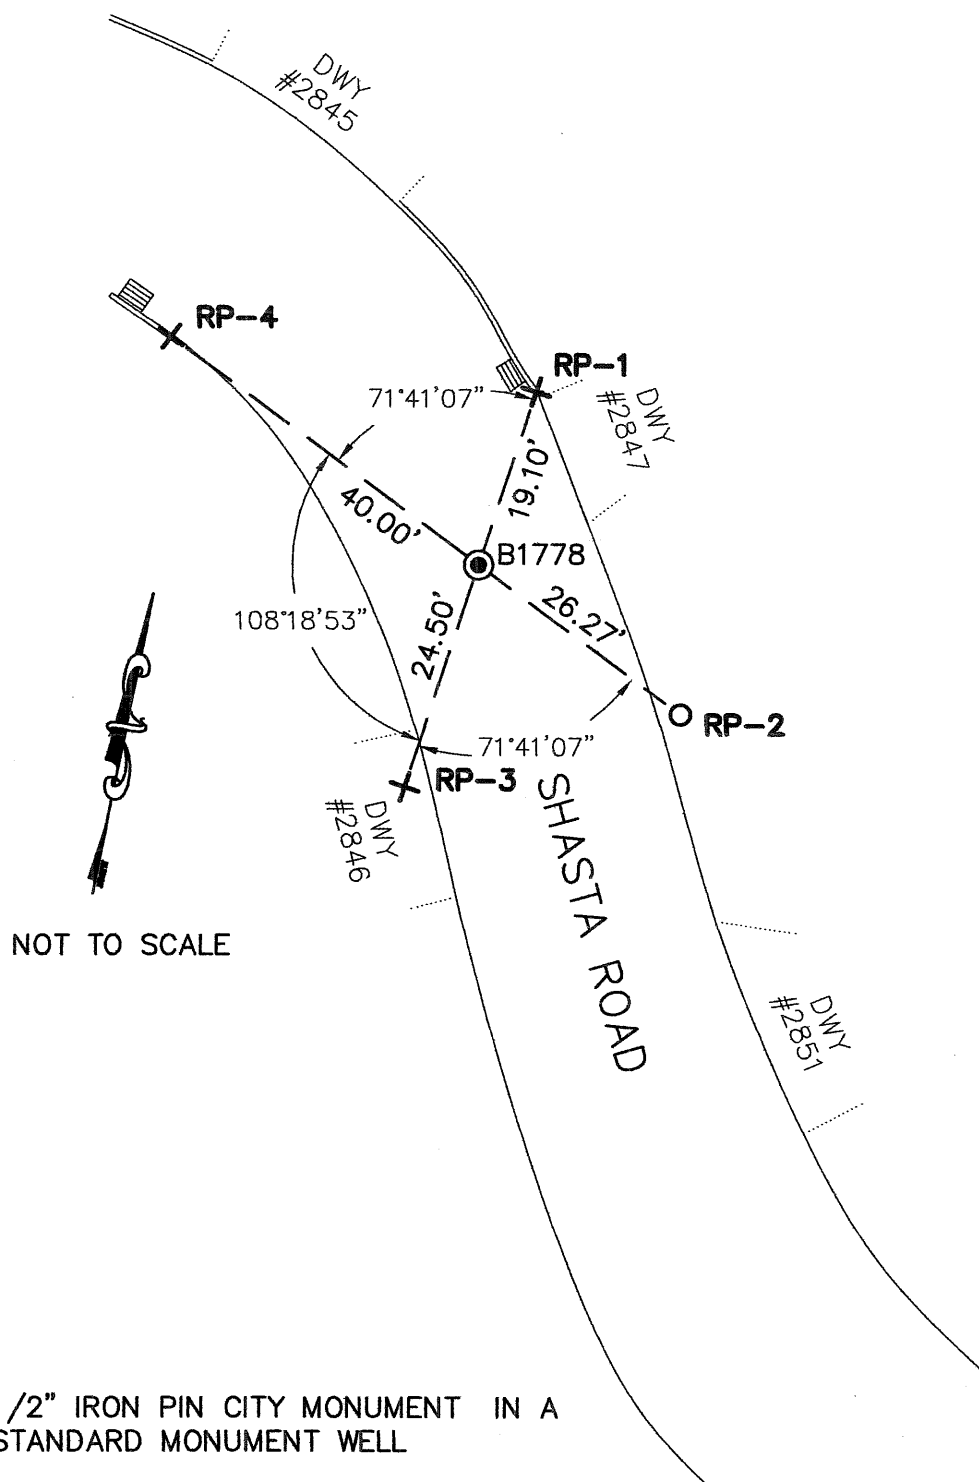 DWY
#2845
RP-4
RP-1
71°41'07"
DWY
#2847
19.10'
40.00'
B1778
26.27'
108°18'53"
24.50'
RP-2
71°41'07"
RP-3
DWY
#2846
SHASTA ROAD
NOT TO SCALE
DWY
#2851
/2" IRON PIN CITY MONUMENT IN A
STANDARD MONUMENT WELL